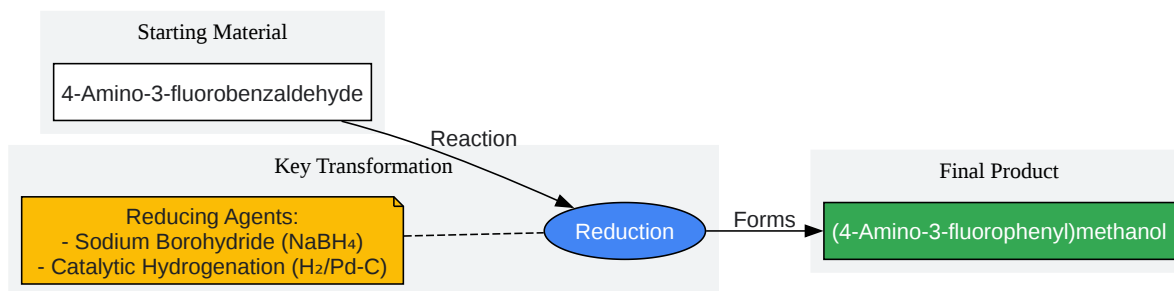 Starting Material
4-Amino-3-fluorobenzaldehyde
Reaction
Key Transformation
Reducing Agents:
- Sodium Borohydride (NaBH₄)
- Catalytic Hydrogenation (H₂/Pd-C)
Reduction
Forms
Final Product
(4-Amino-3-fluorophenyl)methanol